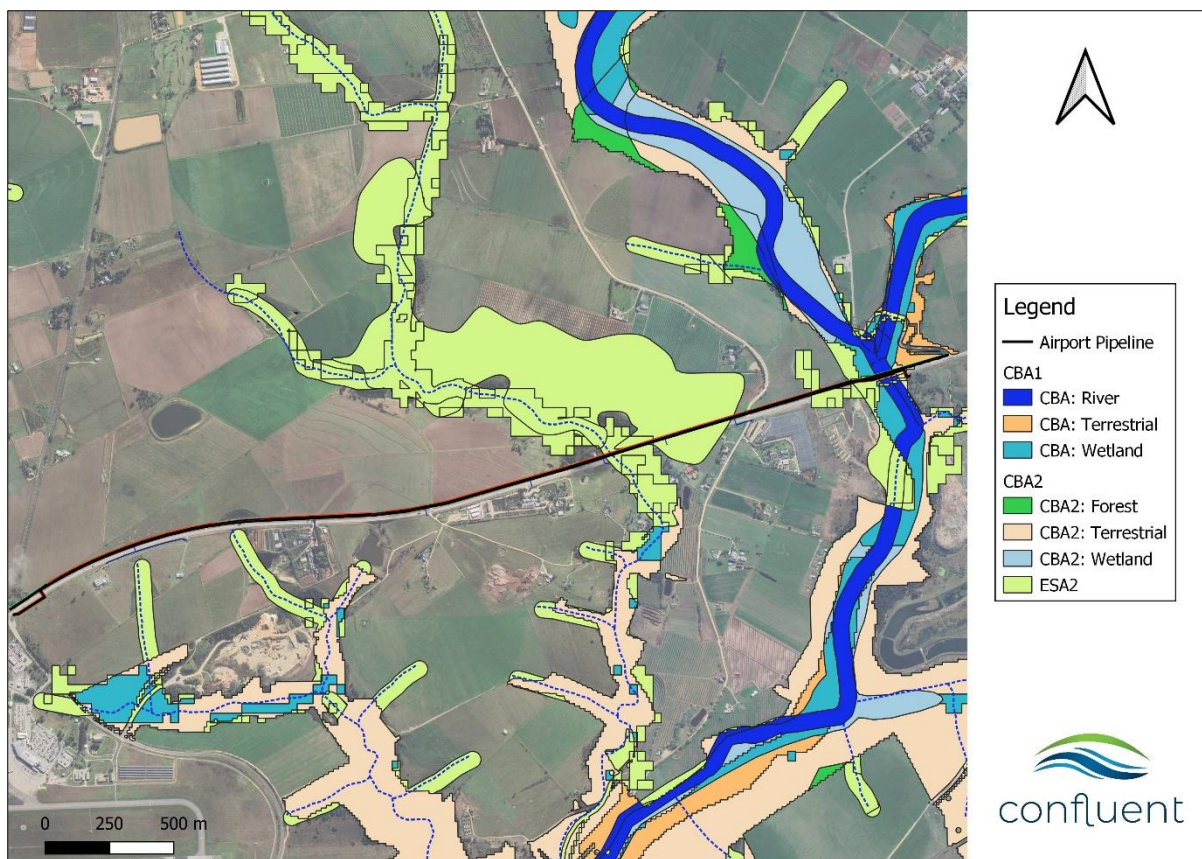 Legend
Airport Pipeline
CBA1
CBA: River
CBA: Terrestrial
CBA: Wetland
CBA2
CBA2: Forest
CBA2: Terrestrial
CBA2: Wetland
ESA2
0 250 500 m
confluent